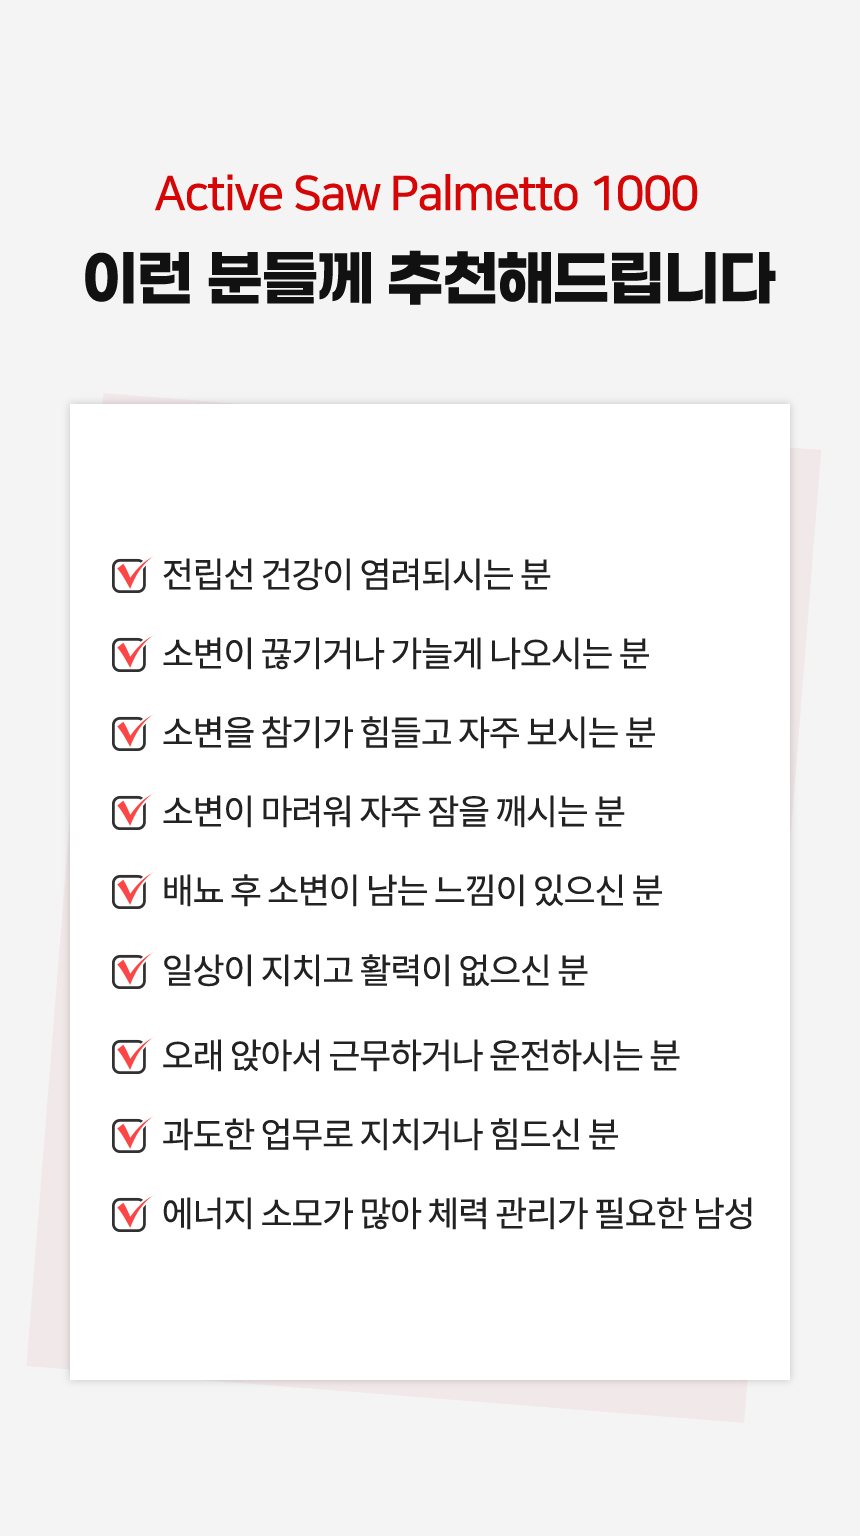 Active Saw Palmetto 1000
이런 분들께 추천해드립니다
전립선 건강이 염려되시는 분
소변이 끊기거나 가늘게 나오시는 분
소변을 참기가 힘들고 자주 보시는 분
소변이 마려워 자주 잠을 깨시는 분
배뇨 후 소변이 남는 느낌이 있으신 분
일상이 지치고 활력이 없으신 분
오래 앉아서 근무하거나 운전하시는 분
과도한 업무로 지치거나 힘드신 분
에너지 소모가 많아 체력 관리가 필요한 남성